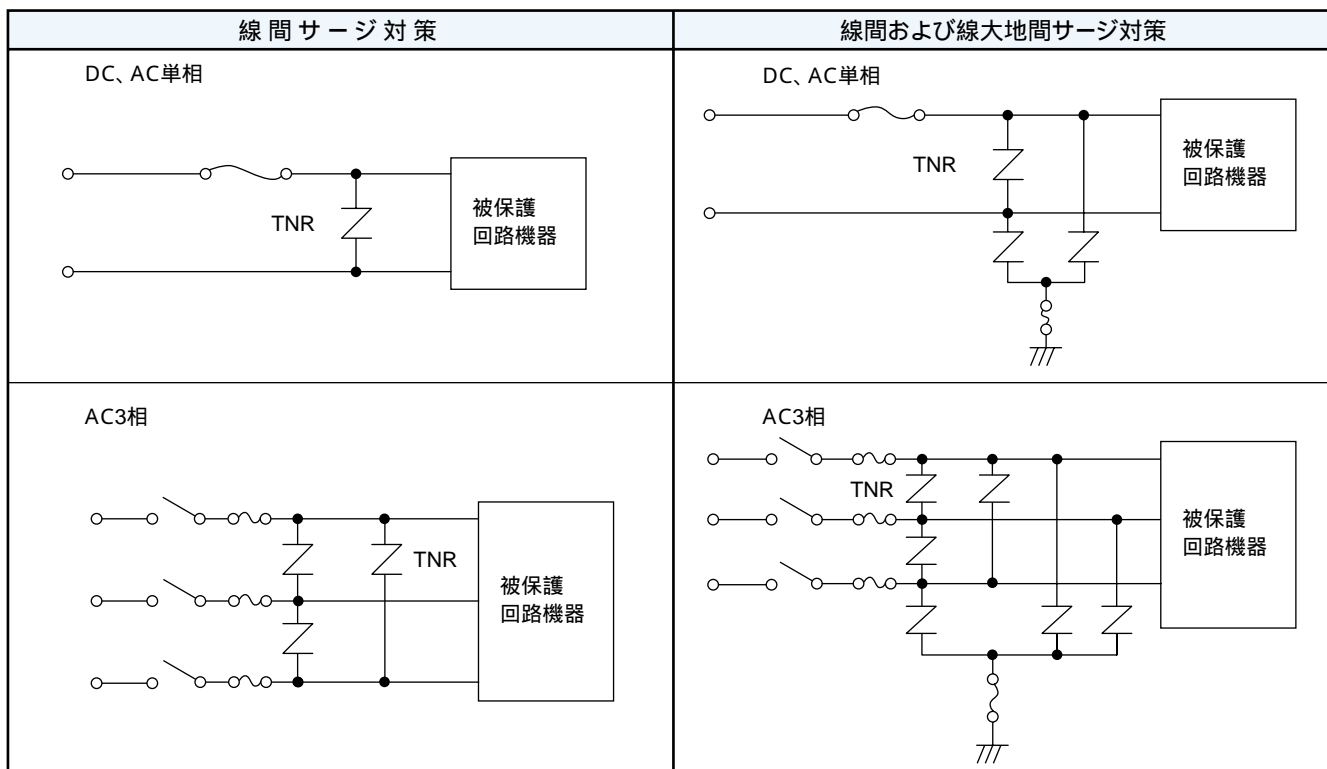 線間サージ対策
線間および線大地間サージ対策
DC、AC単相
TNR
被保護
回路機器
DC、AC単相
TNR
被保護
回路機器
AC3相
TNR
被保護
回路機器
AC3相
TNR
被保護
回路機器